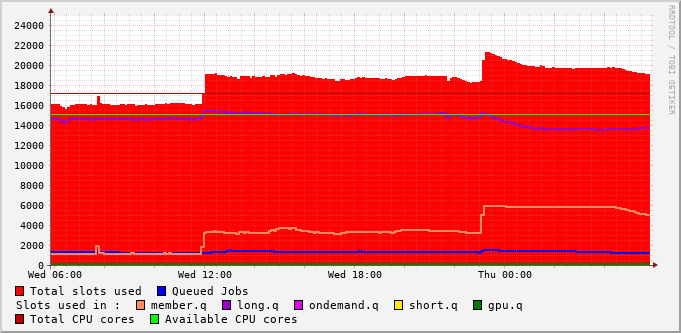 24000
22000
20000
18000
16000
14000
12000
10000
8000
6000
4000
2000
0
Wed 06:00 Wed 12:00 Wed 18:00 Thu 00:00
Total slots used Queued Jobs
Slots used in : member.q long.q ondemand.q short.q gpu.q
Total CPU cores Available CPU cores
RRDTOOL / TOBI OETIKER